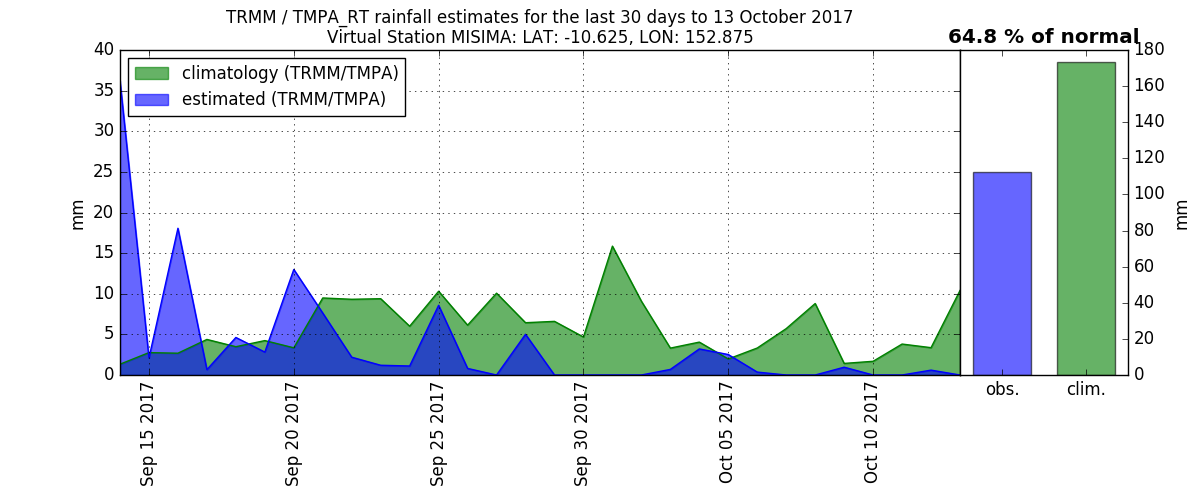 TRMM / TMPA_RT rainfall estimates for the last 30 days to 13 October 2017
Virtual Station MISIMA: LAT: -10.625, LON: 152.875
64.8 % of normal
climatology (TRMM/TMPA)
estimated (TRMM/TMPA)
40
35
30
25
20
15
10
5
0
mm
Sep 15 2017
Sep 20 2017
Sep 25 2017
Sep 30 2017
Oct 05 2017
Oct 10 2017
180
160
140
120
100
80
60
40
20
0
mm
obs.
clim.